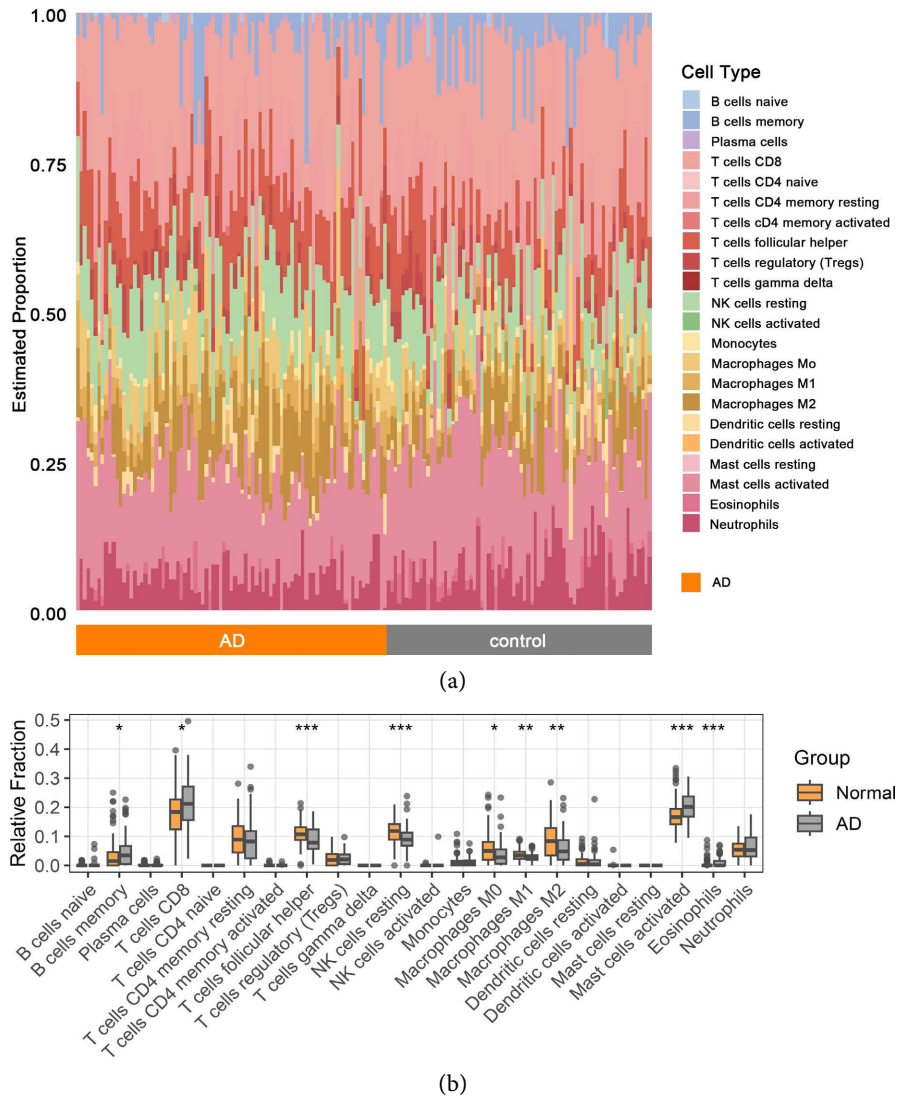 1.00
0.75
0.50
0.25
0.00
Estimated Proportion
Cell Type
B cells naive
B cells memory
Plasma cells
T cells CD8
T cells CD4 naive
T cells CD4 memory resting
T cells cD4 memory activated
T cells follicular helper
T cells regulatory (Tregs)
T cells gamma delta
NK cells resting
NK cells activated
Monocytes
Macrophages Mo
Macrophages M1
Macrophages M2
Dendritic cells resting
Dendritic cells activated
Mast cells resting
Mast cells activated
Eosinophils
Neutrophils
AD
AD
control
(a)
Relative Fraction
0.5
0.4
0.3
0.2
0.1
0.0
* * *** *** * ** ** *** ***
Group
Normal
AD
B cells naive
B cells memory
Plasma cells
T cells CD8
T cells CD4 naive
T cells CD4 memory resting
T cells CD4 memory activated
T cells follicular helper
T cells regulatory (Tregs)
T cells gamma delta
NK cells resting
NK cells activated
Monocytes
Macrophages M0
Macrophages M1
Macrophages M2
Dendritic cells resting
Dendritic cells activated
Mast cells resting
Mast cells activated
Eosinophils
Neutrophils
(b)